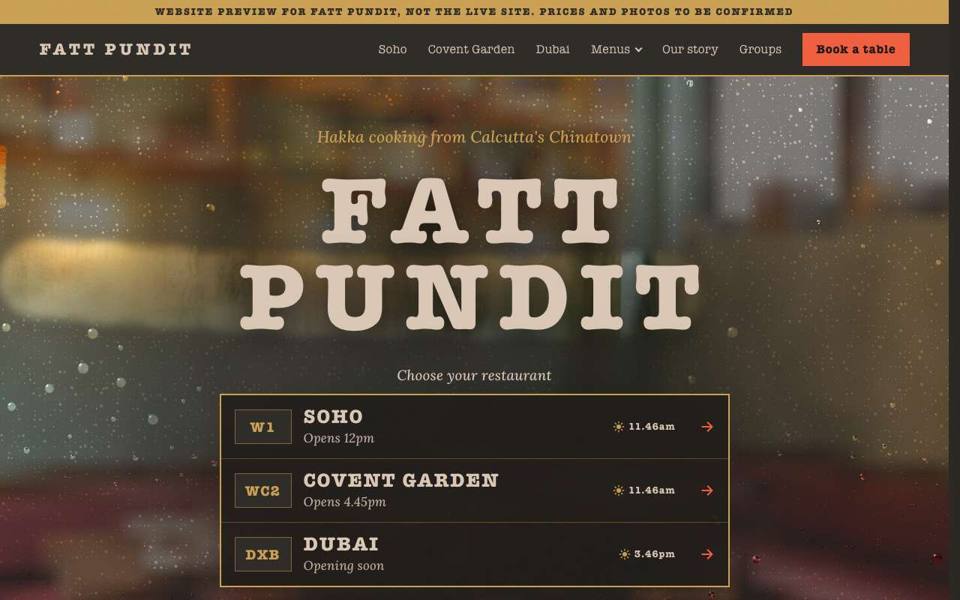 WEBSITE PREVIEW FOR FATT PUNDIT, NOT THE LIVE SITE. PRICES AND PHOTOS TO BE CONFIRMED
FATT PUNDIT
Soho
Covent Garden
Dubai
Menus
Our story
Groups
Book a table
Hakka cooking from Calcutta's Chinatown
FATT
PUNDIT
Choose your restaurant
W1
SOHO
Opens 12pm
11.46am
WC2
COVENT GARDEN
Opens 4.45pm
11.46am
DXB
DUBAI
Opening soon
3.46pm